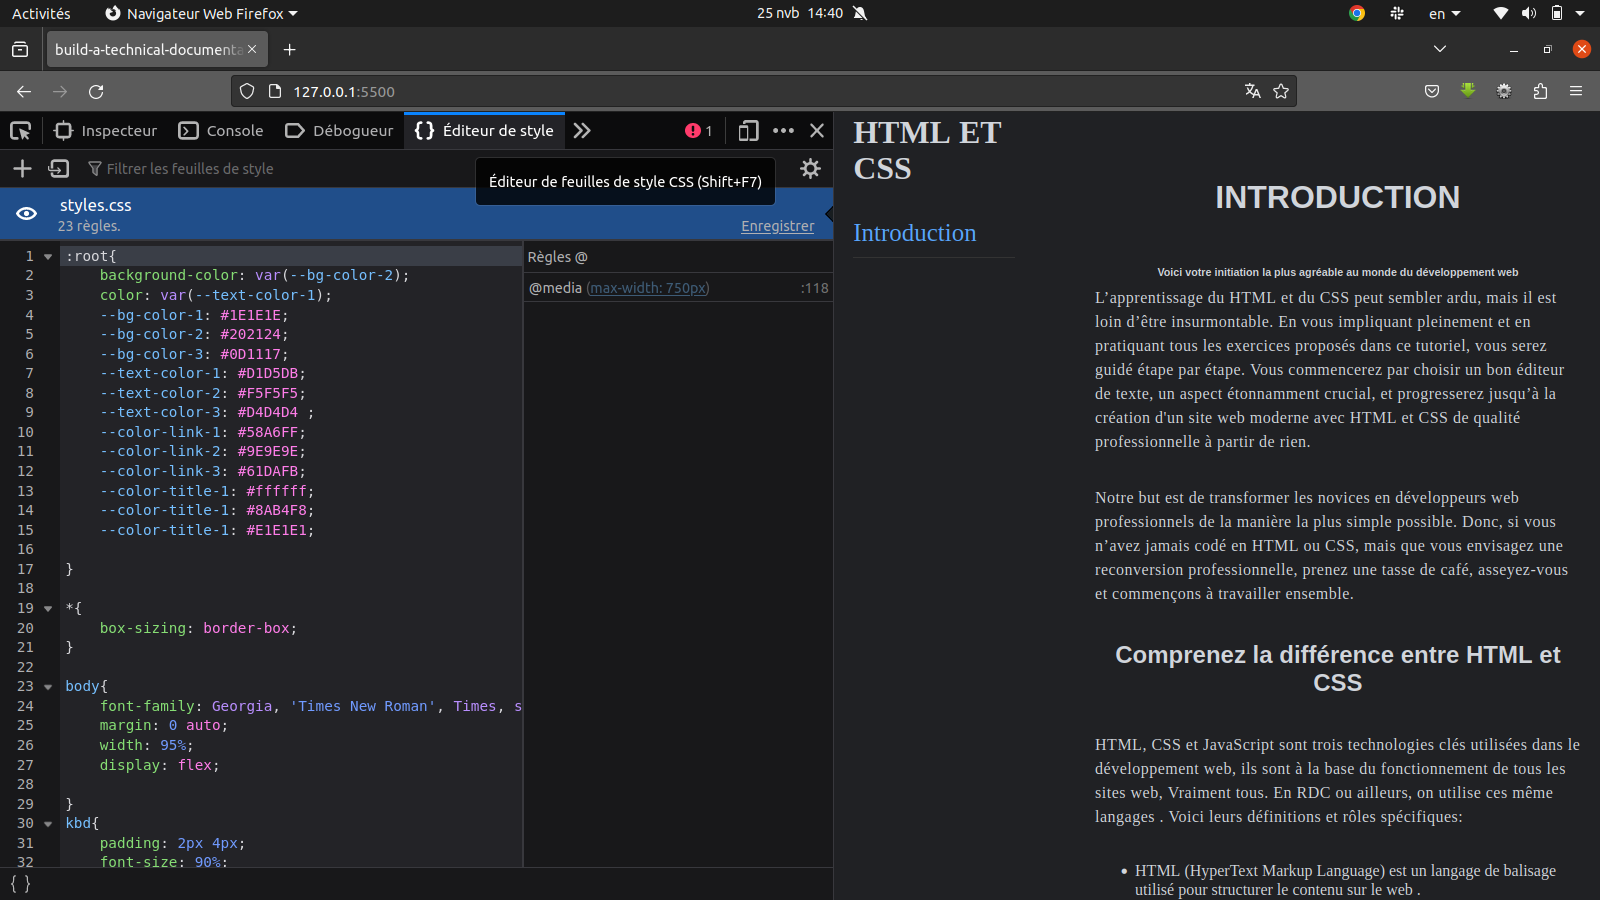 Activités
Navigateur Web Firefox
25 nvb 14:40
en
build-a-technical-documenta
127.0.0.1:5500
Inspecteur
Console
Débogueur
{} Éditeur de style
1
Filtrer les feuilles de style
Éditeur de feuilles de style CSS (Shift+F7)
styles.css
23 règles.
Enregistrer
1 :root{
2 background-color: var(--bg-color-2);
3 color: var(--text-color-1);
4 --bg-color-1: #1E1E1E;
5 --bg-color-2: #202124;
6 --bg-color-3: #0D1117;
7 --text-color-1: #D1D5DB;
8 --text-color-2: #F5F5F5;
9 --text-color-3: #D4D4D4 ;
10 --color-link-1: #58A6FF;
11 --color-link-2: #9E9E9E;
12 --color-link-3: #61DAFB;
13 --color-title-1: #ffffff;
14 --color-title-1: #8AB4F8;
15 --color-title-1: #E1E1E1;
16
17 }
18
19 *{
20 box-sizing: border-box;
21 }
22
23 body{
24 font-family: Georgia, 'Times New Roman', Times, s
25 margin: 0 auto;
26 width: 95%;
27 display: flex;
28
29 }
30 kbd{
31 padding: 2px 4px;
32 font-size: 90%;
{ }
Règles @
@media (max-width: 750px) :118
HTML ET
CSS
Introduction
INTRODUCTION
Voici votre initiation la plus agréable au monde du développement web
L’apprentissage du HTML et du CSS peut sembler ardu, mais il est
loin d’être insurmontable. En vous impliquant pleinement et en
pratiquant tous les exercices proposés dans ce tutoriel, vous serez
guidé étape par étape. Vous commencerez par choisir un bon éditeur
de texte, un aspect étonnamment crucial, et progresserez jusqu’à la
création d'un site web moderne avec HTML et CSS de qualité
professionnelle à partir de rien.
Notre but est de transformer les novices en développeurs web
professionnels de la manière la plus simple possible. Donc, si vous
n’avez jamais codé en HTML ou CSS, mais que vous envisagez une
reconversion professionnelle, prenez une tasse de café, asseyez-vous
et commençons à travailler ensemble.
Comprenez la différence entre HTML et
CSS
HTML, CSS et JavaScript sont trois technologies clés utilisées dans le
développement web, ils sont à la base du fonctionnement de tous les
sites web, Vraiment tous. En RDC ou ailleurs, on utilise ces même
langages . Voici leurs définitions et rôles spécifiques:
• HTML (HyperText Markup Language) est un langage de balisage
utilisé pour structurer le contenu sur le web .